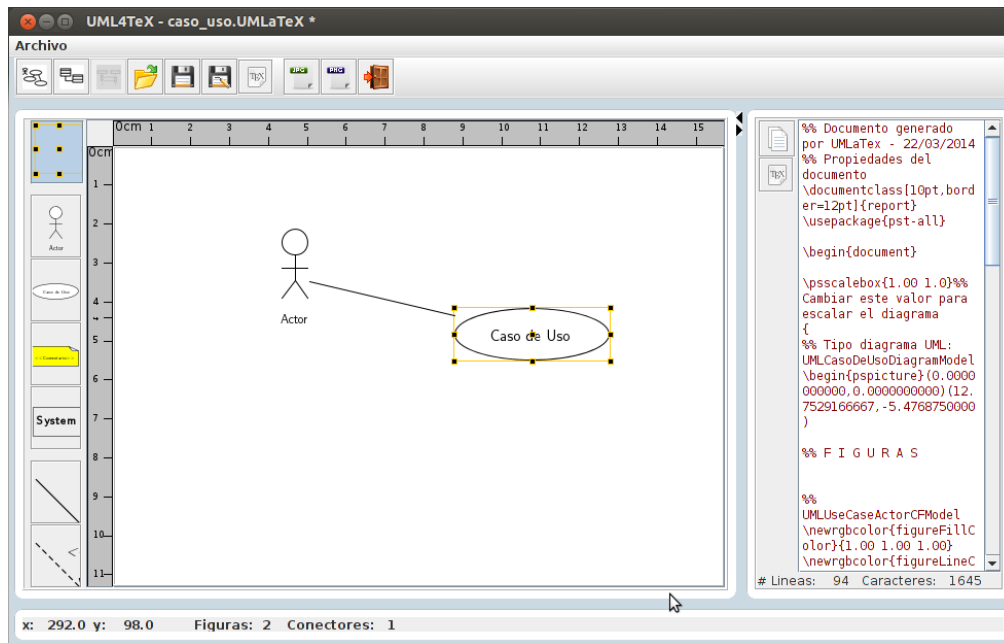 UML4TeX - caso_uso.UMLaTeX *
Archivo
TEX JPG PNG
0cm 1 2 3 4 5 6 7 8 9 10 11 12 13 14 15
0cm
1
2
3
4
5
6
7
8
9
10
11
Actor
Caso de Uso
<<Comentario>>
System
Actor
Caso de Uso
TEX
%% Documento generado
por UMLaTex - 22/03/2014
%% Propiedades del
documento
\documentclass[10pt,bord
er=12pt]{report}
\usepackage{pst-all}
\begin{document}
\psscalebox{1.00 1.0}%%
Cambiar este valor para
escalar el diagrama
{
%% Tipo diagrama UML:
UMLCasoDeUsoDiagramModel
\begin{pspicture}(0.0000
000000,0.0000000000)(12.
7529166667,-5.4768750000
)
%% F I G U R A S
%%
UMLUseCaseActorCFModel
\newrgbcolor{figureFillC
olor}{1.00 1.00 1.00}
\newrgbcolor{figureLineC
# Lineas: 94 Caracteres: 1645
x: 292.0 y: 98.0 Figuras: 2 Conectores: 1